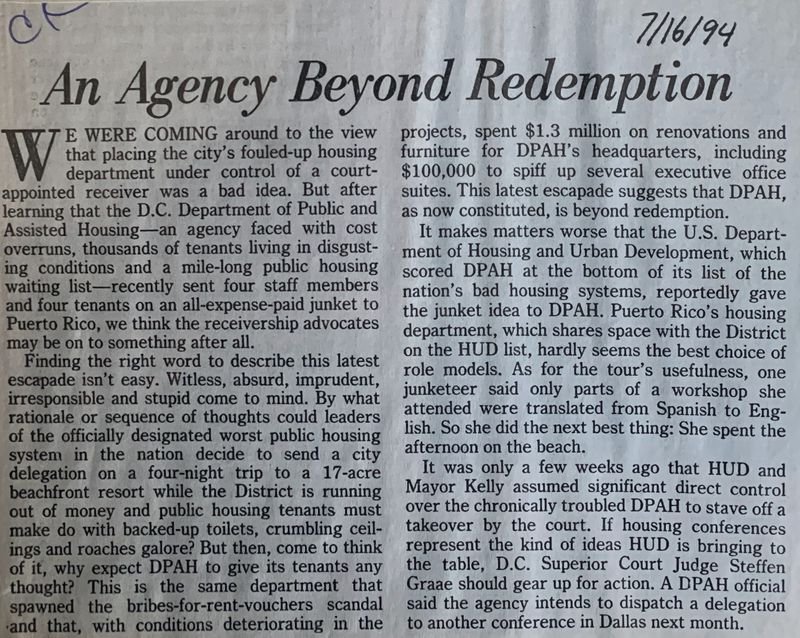 CK
7/16/94
An Agency Beyond Redemption
WE WERE COMING around to the view
that placing the city's fouled-up housing
department under control of a court-
appointed receiver was a bad idea. But after
learning that the D.C. Department of Public and
Assisted Housing—an agency faced with cost
overruns, thousands of tenants living in disgust-
ing conditions and a mile-long public housing
waiting list—recently sent four staff members
and four tenants on an all-expense-paid junket to
Puerto Rico, we think the receivership advocates
may be on to something after all.
Finding the right word to describe this latest
escapade isn't easy. Witless, absurd, imprudent,
irresponsible and stupid come to mind. By what
rationale or sequence of thoughts could leaders
of the officially designated worst public housing
system in the nation decide to send a city
delegation on a four-night trip to a 17-acre
beachfront resort while the District is running
out of money and public housing tenants must
make do with backed-up toilets, crumbling ceil-
ings and roaches galore? But then, come to think
of it, why expect DPAH to give its tenants any
thought? This is the same department that
spawned the bribes-for-rent-vouchers scandal
and that, with conditions deteriorating in the
projects, spent $1.3 million on renovations and
furniture for DPAH's headquarters, including
$100,000 to spiff up several executive office
suites. This latest escapade suggests that DPAH,
as now constituted, is beyond redemption.
It makes matters worse that the U.S. Depart-
ment of Housing and Urban Development, which
scored DPAH at the bottom of its list of the
nation's bad housing systems, reportedly gave
the junket idea to DPAH. Puerto Rico's housing
department, which shares space with the District
on the HUD list, hardly seems the best choice of
role models. As for the tour's usefulness, one
junketeer said only parts of a workshop she
attended were translated from Spanish to Eng-
lish. So she did the next best thing: She spent the
afternoon on the beach.
It was only a few weeks ago that HUD and
Mayor Kelly assumed significant direct control
over the chronically troubled DPAH to stave off a
takeover by the court. If housing conferences
represent the kind of ideas HUD is bringing to
the table, D.C. Superior Court Judge Steffen
Graae should gear up for action. A DPAH official
said the agency intends to dispatch a delegation
to another conference in Dallas next month.